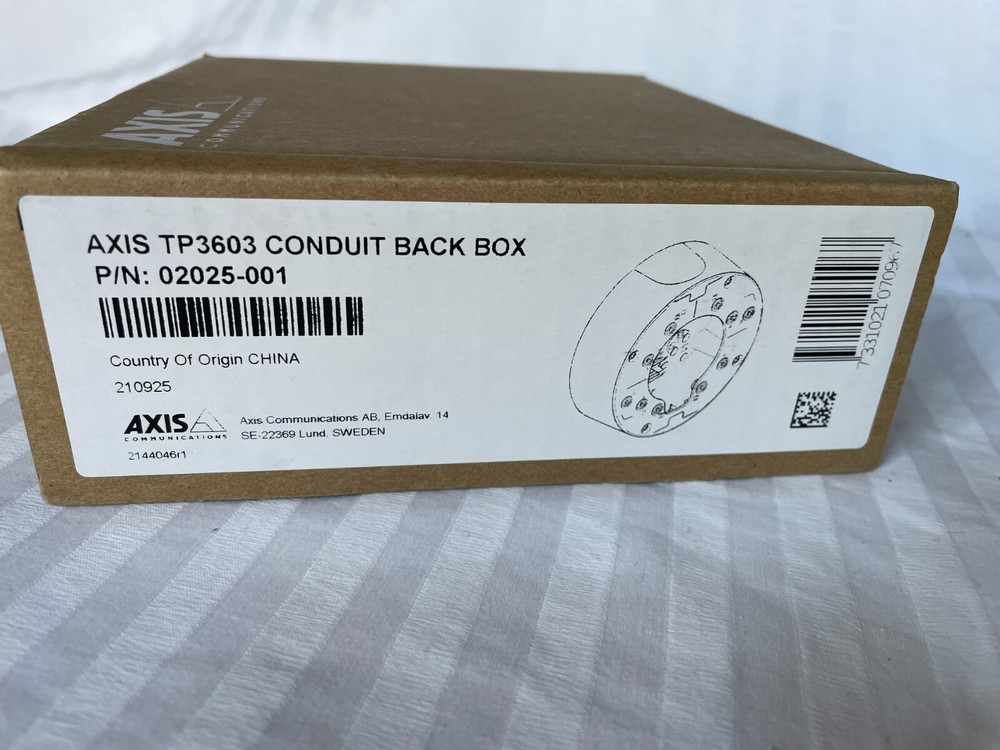 AXIS
COMMUNICATIONS
AXIS TP3603 CONDUIT BACK BOX
P/N: 02025-001
Country Of Origin CHINA
210925
AXIS
COMMUNICATIONS
Axis Communications AB, Emdalav. 14
SE-22369 Lund. SWEDEN
2144046r1